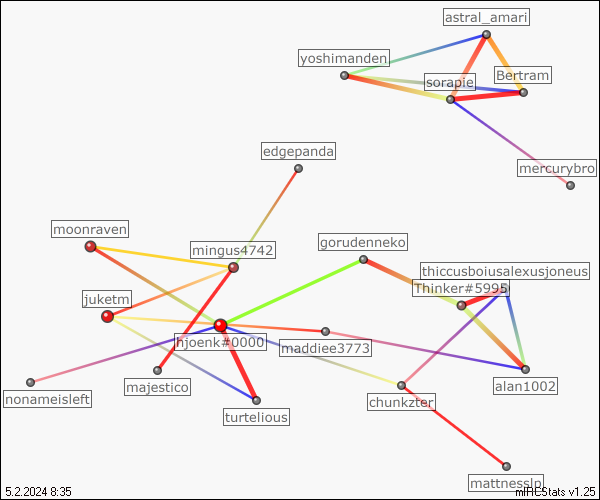 astral_amari
yoshimanden
Bertram
sorapie
edgepanda
mercurybro
moonraven
gorudenneko
mingus4742
thiccusboiusalexusjoneus
Thinker#5995
juketm
hjoenk#0000
maddiee3773
majestico
alan1002
nonameisleft
chunkzter
turtelious
mattnesslp
5.2.2024 8:35
mIRCStats v1.25